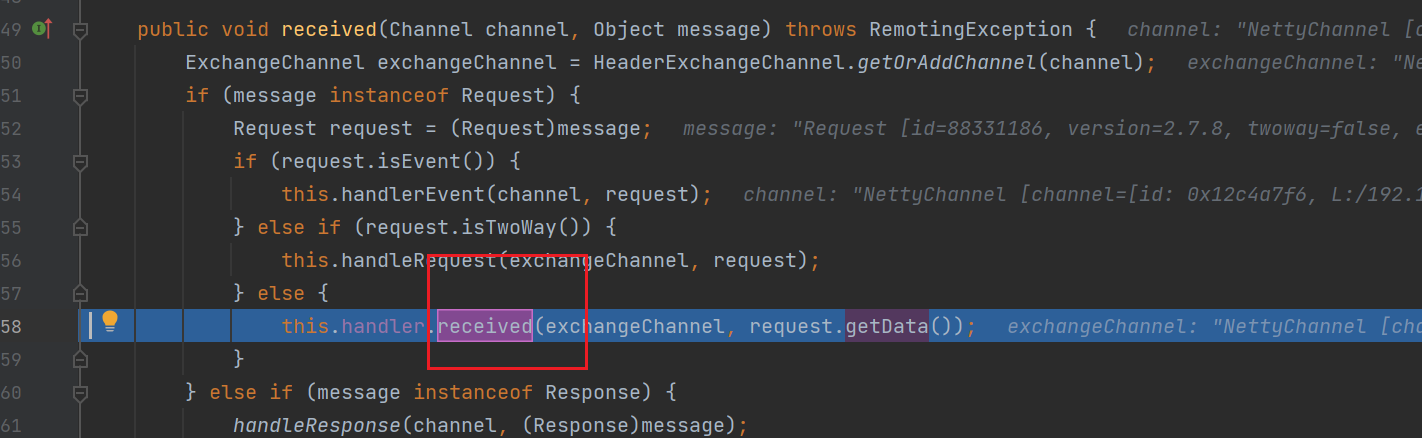 49 public void received(Channel channel, Object message) throws RemotingException { channel: "NettyChannel [c
50 ExchangeChannel exchangeChannel = HeaderExchangeChannel.getOrAddChannel(channel); exchangeChannel: "Ne
51 if (message instanceof Request) {
52 Request request = (Request)message; message: "Request [id=88331186, version=2.7.8, twoway=false, e
53 if (request.isEvent()) {
54 this.handlerEvent(channel, request); channel: "NettyChannel [channel=[id: 0x12c4a7f6, L:/192.1
55 } else if (request.isTwoWay()) {
56 this.handleRequest(exchangeChannel, request);
57 } else {
58 this.handler.received(exchangeChannel, request.getData()); exchangeChannel: "NettyChannel [cha
59 }
60 } else if (message instanceof Response) {
61 handleResponse(channel, (Response)message);